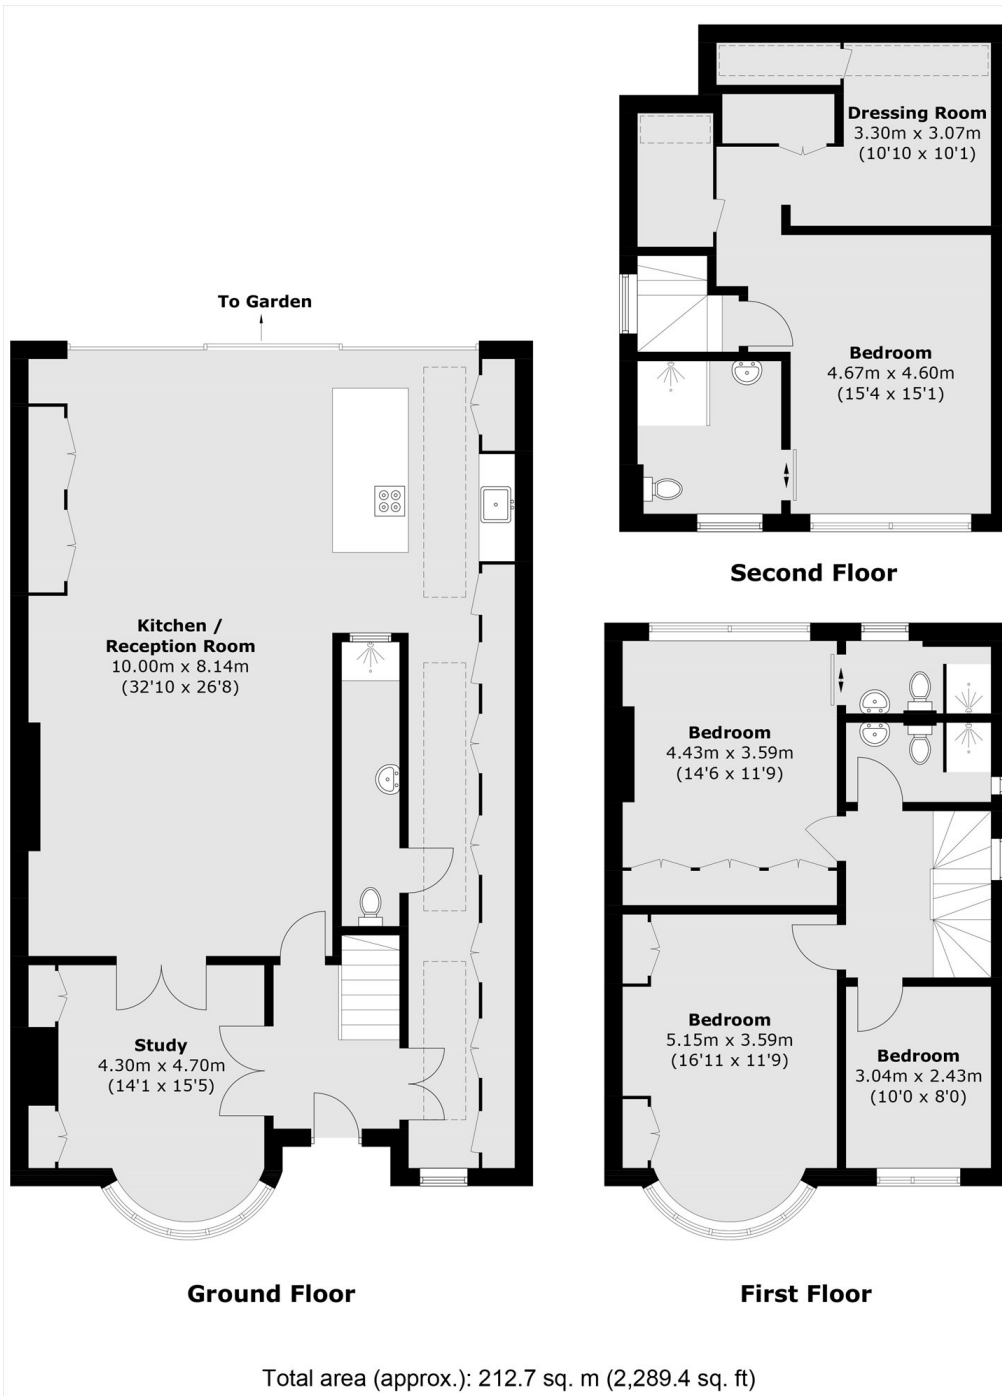 Dressing Room
3.30m x 3.07m
(10'10 x 10'1)
To Garden
Bedroom
4.67m x 4.60m
(15'4 x 15'1)
Second Floor
Kitchen /
Reception Room
10.00m x 8.14m
(32'10 x 26'8)
Bedroom
4.43m x 3.59m
(14'6 x 11'9)
Study
4.30m x 4.70m
(14'1 x 15'5)
Bedroom
5.15m x 3.59m
(16'11 x 11'9)
Bedroom
3.04m x 2.43m
(10'0 x 8'0)
Ground Floor
First Floor
Total area (approx.): 212.7 sq. m (2,289.4 sq. ft)